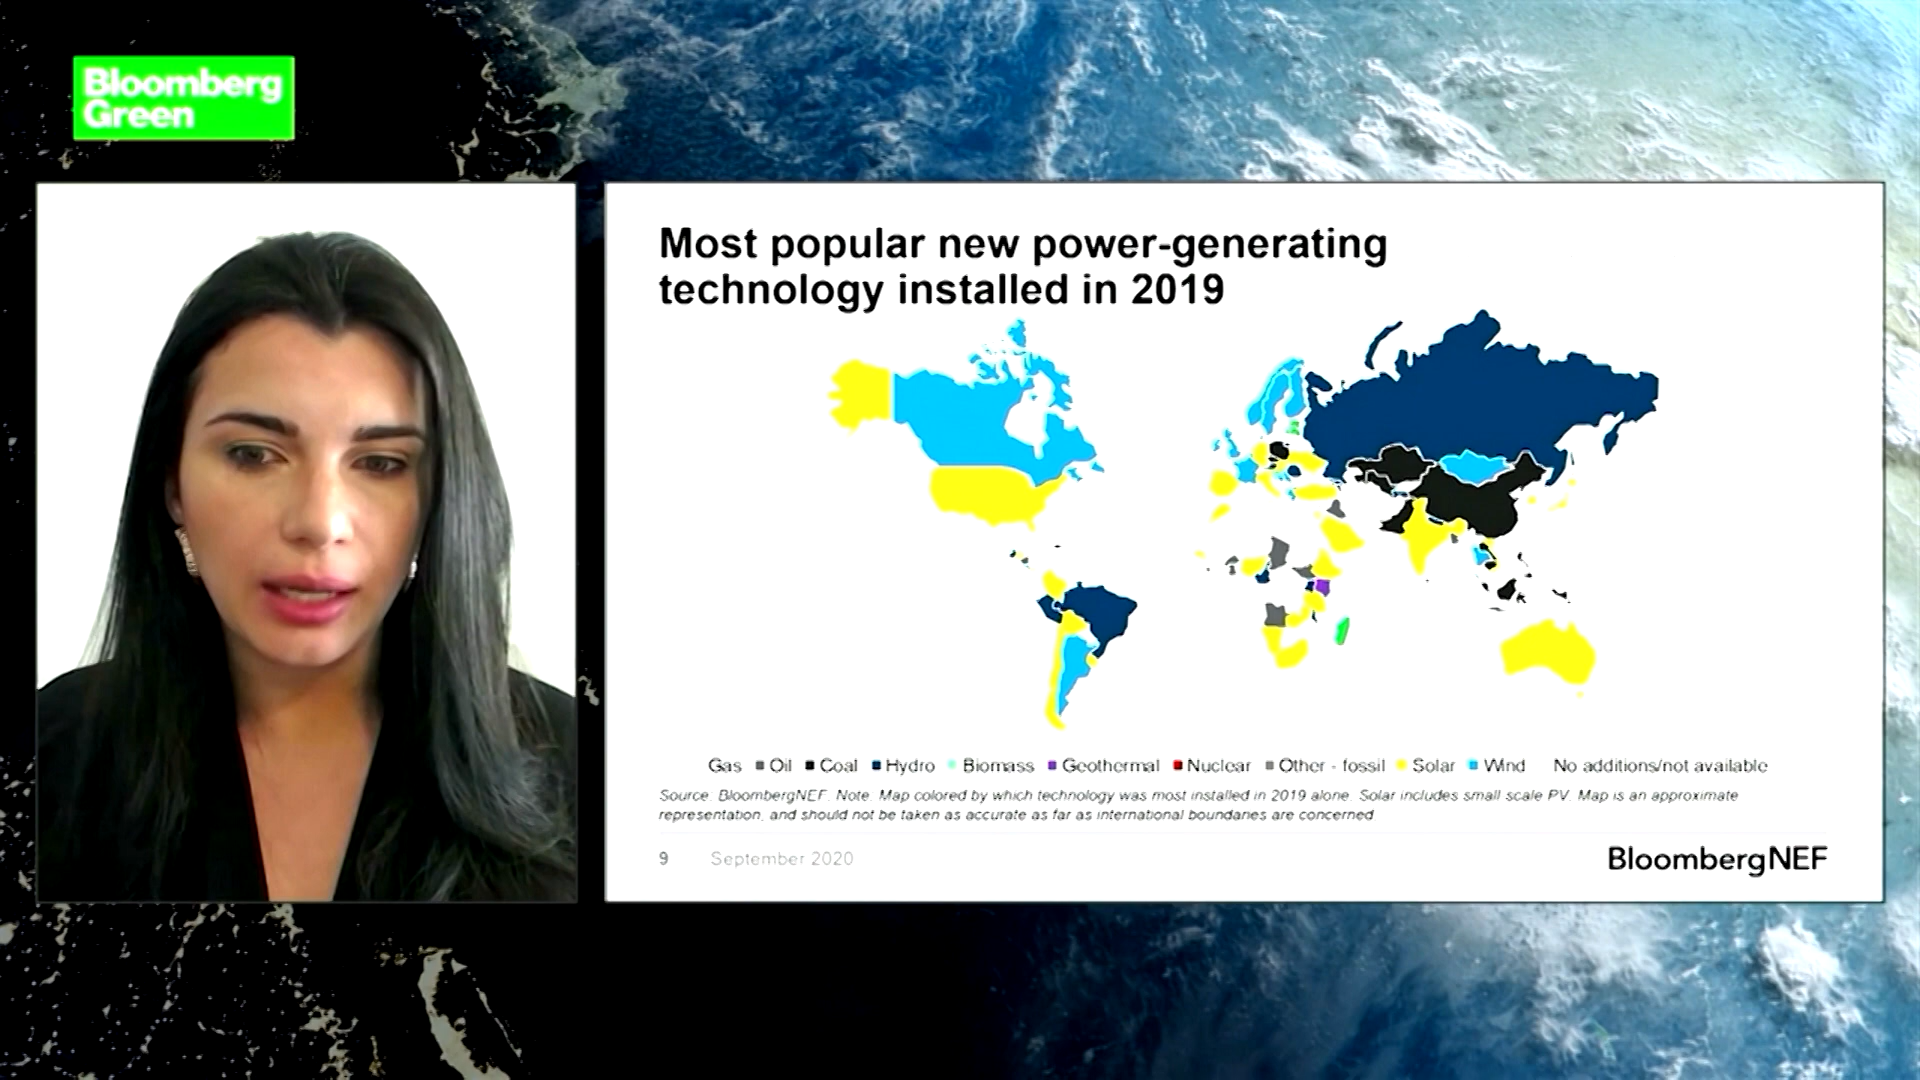 Bloomberg
Green
Most popular new power-generating
technology installed in 2019
Gas Oil Coal Hydro Biomass Geothermal Nuclear Other - fossil Solar Wind No additions/not available
Source: BloombergNEF. Note: Map colored by which technology was most installed in 2019 alone. Solar includes small scale PV. Map is an approximate
representation, and should not be taken as accurate as far as international boundaries are concerned
9 September 2020
BloombergNEF